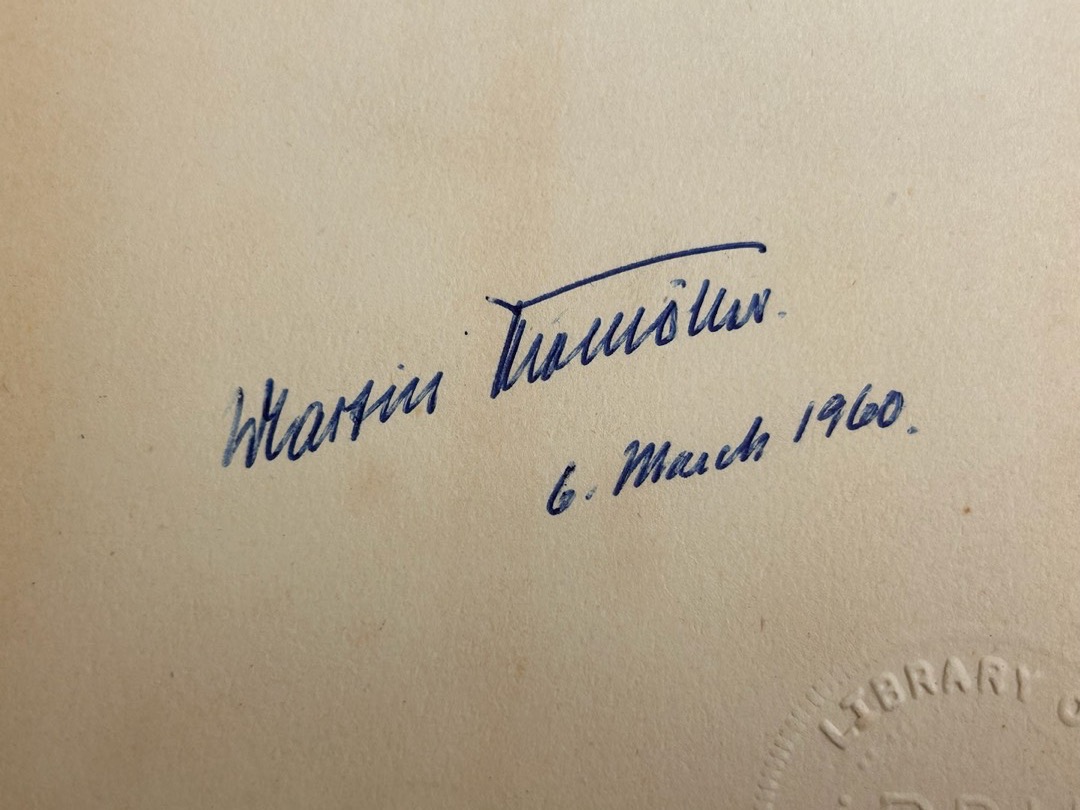 Martin Niemöller.
6. March 1960.
LIBRARY O